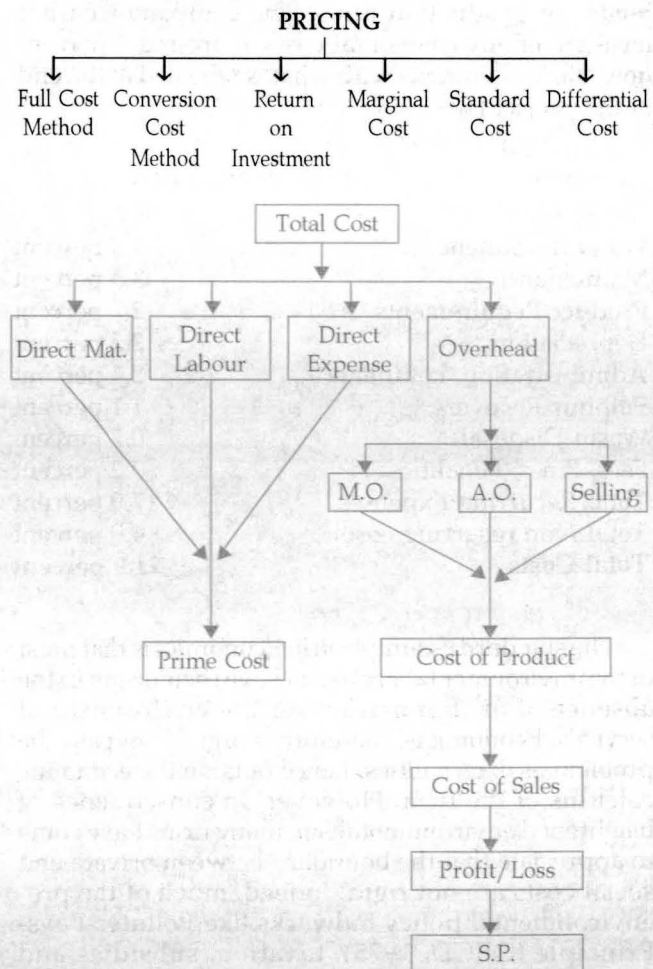 PRICING
Full Cost Method
Conversion Cost Method
Return on Investment
Marginal Cost
Standard Cost
Differential Cost
Total Cost
Direct Mat.
Direct Labour
Direct Expense
Overhead
M.O.
A.O.
Selling
Prime Cost
Cost of Product
Cost of Sales
Profit/Loss
S.P.